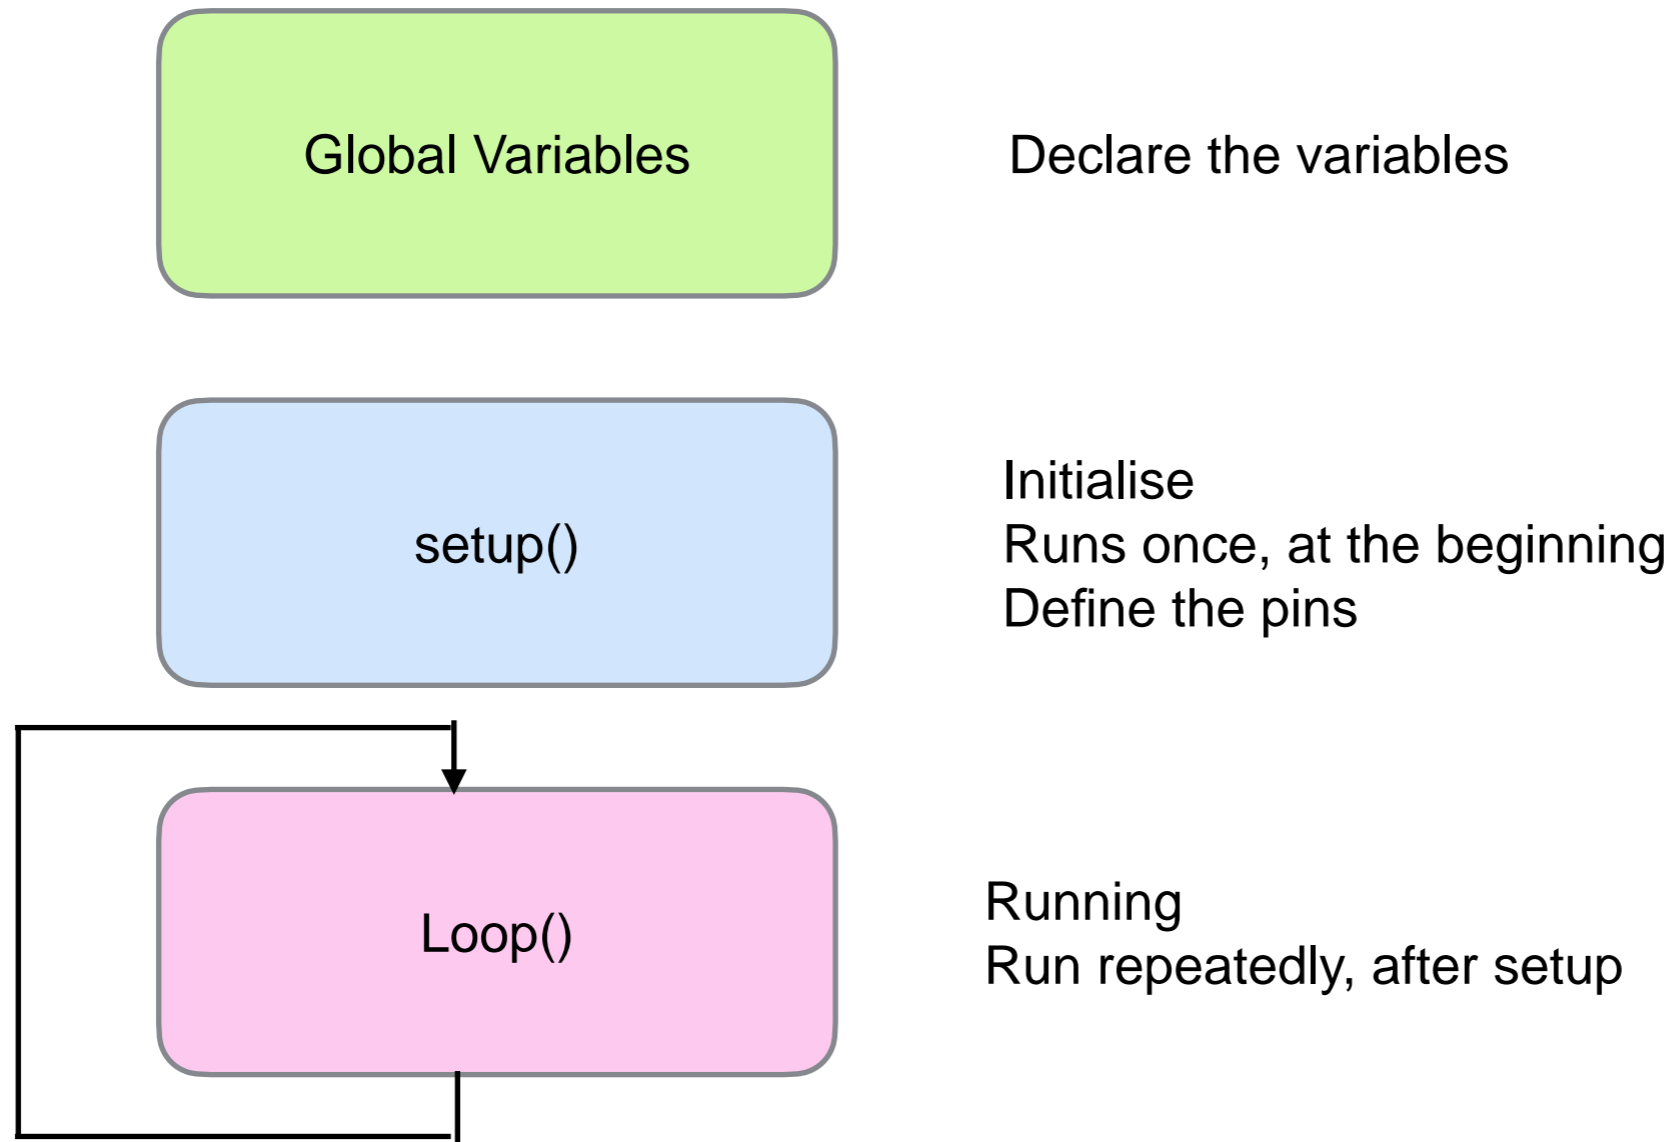 Global Variables
Declare the variables
setup()
Initialise
Runs once, at the beginning
Define the pins
Loop()
Running
Run repeatedly, after setup